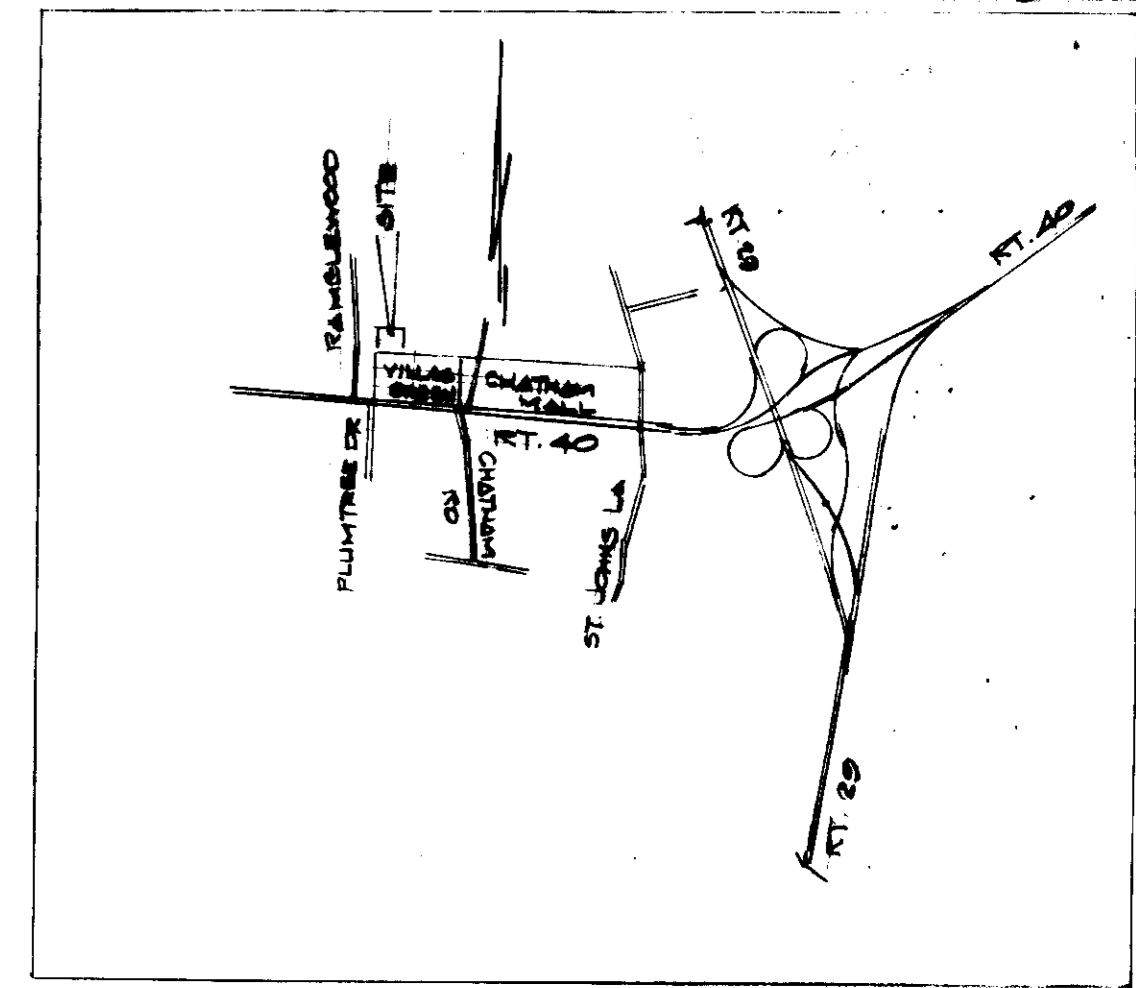 RAMBLEWOOD
SITE
RT. 29
RT. 40
VILLAGE
GREEN
CHATHAM
MALL
RT. 40
PLUMTREE DR
CHATHAM
RD
ST. JOHNS LA
RT. 29